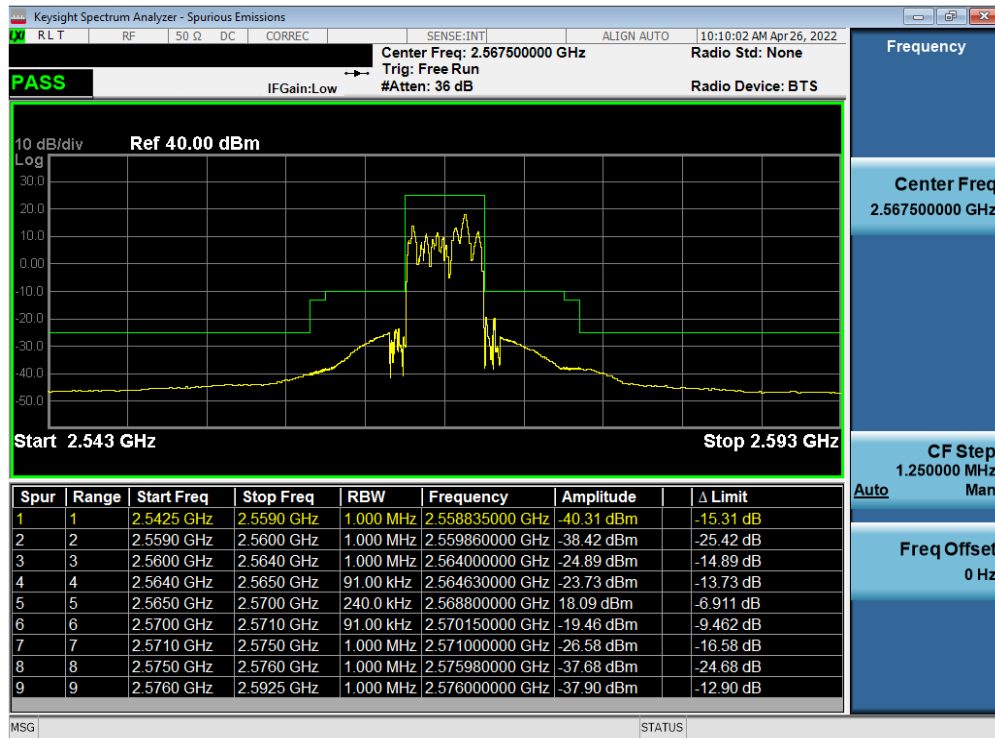 Keysight Spectrum Analyzer - Spurious Emissions
LXI RLT RF 50 Ω DC CORREC SENSE:INT ALIGN AUTO 10:10:02 AM Apr 26, 2022
Center Freq: 2.567500000 GHz Radio Std: None
Trig: Free Run
PASS IFGain:Low #Atten: 36 dB Radio Device: BTS
10 dB/div Ref 40.00 dBm
Log
30.0
20.0
10.0
0.00
-10.0
-20.0
-30.0
-40.0
-50.0
Start 2.543 GHz Stop 2.593 GHz
Spur Range Start Freq Stop Freq RBW Frequency Amplitude Δ Limit
1 1 2.5425 GHz 2.5590 GHz 1.000 MHz 2.558835000 GHz -40.31 dBm -15.31 dB
2 2 2.5590 GHz 2.5600 GHz 1.000 MHz 2.559860000 GHz -38.42 dBm -25.42 dB
3 3 2.5600 GHz 2.5640 GHz 1.000 MHz 2.564000000 GHz -24.89 dBm -14.89 dB
4 4 2.5640 GHz 2.5650 GHz 91.00 kHz 2.564630000 GHz -23.73 dBm -13.73 dB
5 5 2.5650 GHz 2.5700 GHz 240.0 kHz 2.568800000 GHz 18.09 dBm -6.911 dB
6 6 2.5700 GHz 2.5710 GHz 91.00 kHz 2.570150000 GHz -19.46 dBm -9.462 dB
7 7 2.5710 GHz 2.5750 GHz 1.000 MHz 2.571000000 GHz -26.58 dBm -16.58 dB
8 8 2.5750 GHz 2.5760 GHz 1.000 MHz 2.575980000 GHz -37.68 dBm -24.68 dB
9 9 2.5760 GHz 2.5925 GHz 1.000 MHz 2.576000000 GHz -37.90 dBm -12.90 dB
MSG STATUS
Frequency
Center Freq
2.567500000 GHz
CF Step
1.250000 MHz
Auto Man
Freq Offset
0 Hz